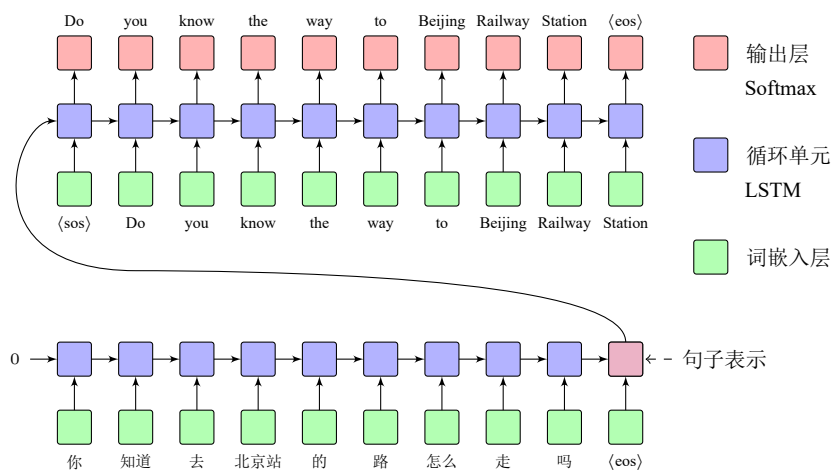 Do you know the way to Beijing Railway Station ⟨eos⟩
输出层
Softmax
循环单元
LSTM
⟨sos⟩ Do you know the way to Beijing Railway Station
词嵌入层
0
句子表示
你 知道 去 北京站 的 路 怎么 走 吗 ⟨eos⟩